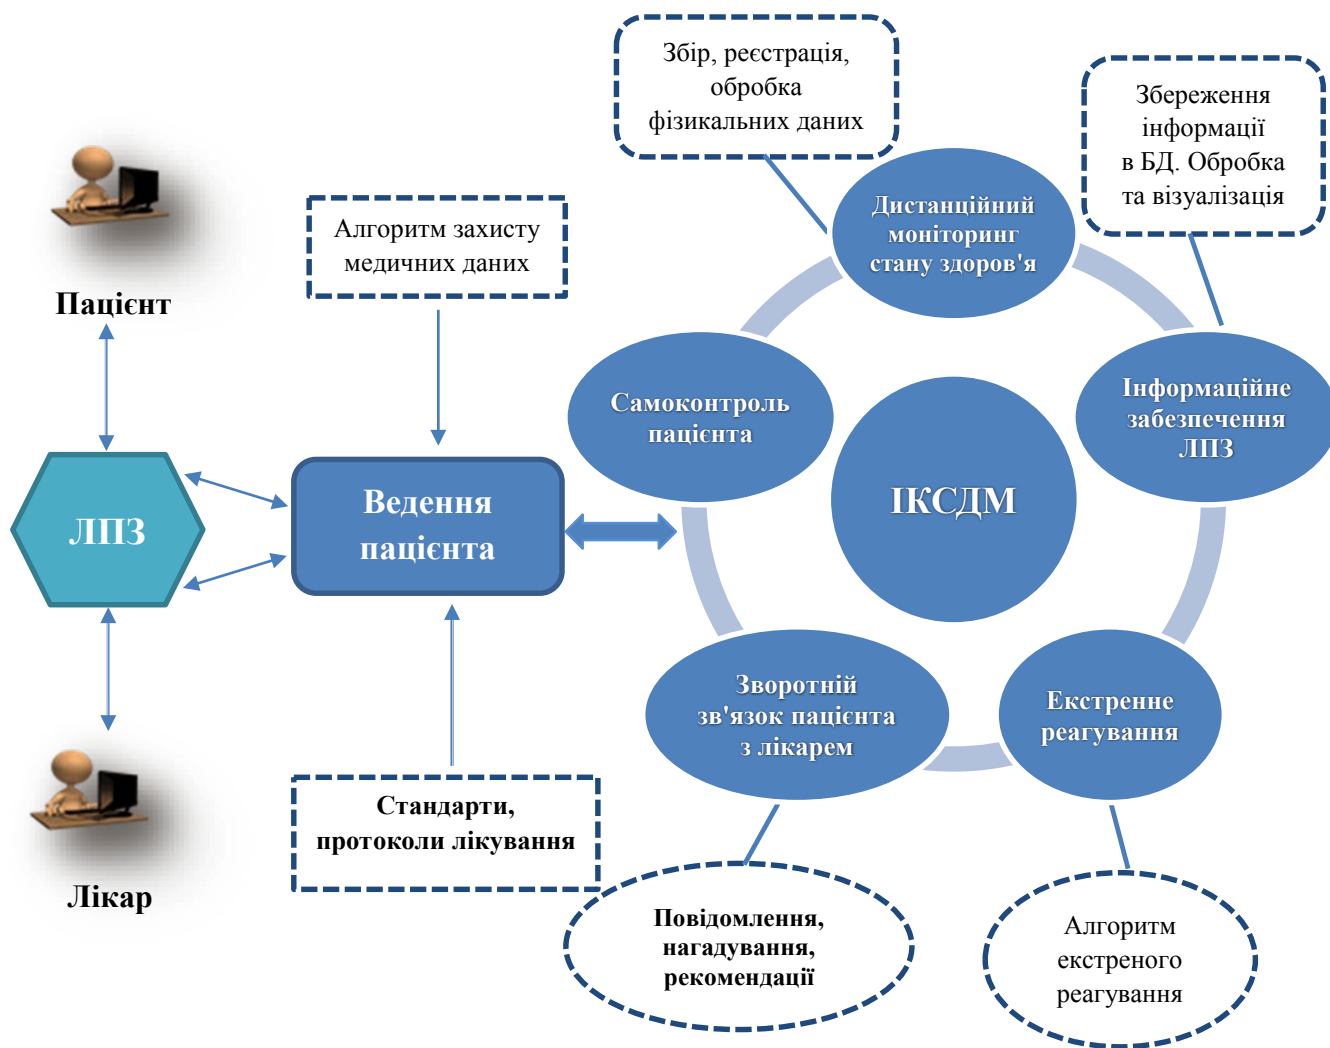 Збір, реєстрація,
обробка
фізикальних даних
Збереження
інформації
в БД. Обробка
та візуалізація
Дистанційний
моніторинг
стану здоров'я
Алгоритм захисту
медичних даних
Пацієнт
Самоконтроль
пацієнта
Інформаційне
забезпечення
ЛПЗ
ІКСДМ
ЛПЗ
Ведення
пацієнта
Зворотній
зв'язок пацієнта
з лікарем
Екстренне
реагування
Стандарти,
протоколи лікування
Лікар
Повідомлення,
нагадування,
рекомендації
Алгоритм
екстреного
реагування